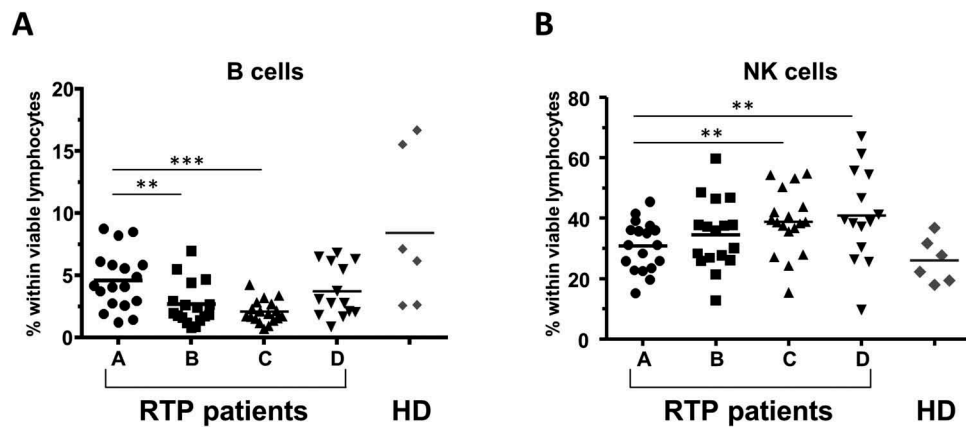 A
B cells
% within viable lymphocytes
20
15
10
5
0
***
**
A B C D
RTP patients HD
B
NK cells
% within viable lymphocytes
80
60
40
20
0
**
**
A B C D
RTP patients HD